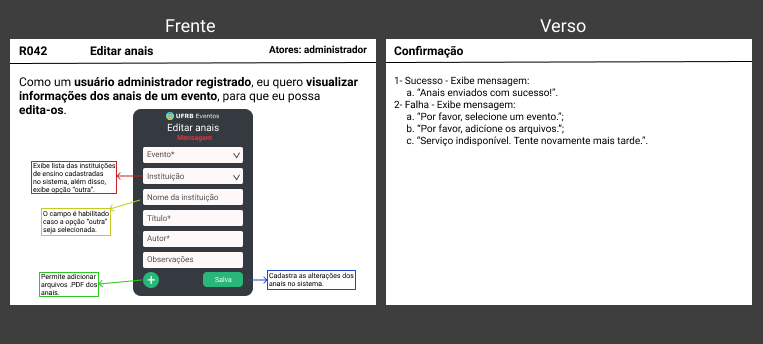 Frente
Verso
R042 Editar anais Atores: administrador
Como um usuário administrador registrado, eu quero visualizar
informações dos anais de um evento, para que eu possa
edita-os.
UFRB Eventos
Editar anais
Mensagem
Evento*
Instituição
Nome da instituição
Título*
Autor*
Observações
Salva
Exibe lista das instituições
de ensino cadastradas
no sistema, além disso,
exibe opção "outra".
O campo é habilitado
caso a opção "outra"
seja selecionada.
Permite adicionar
arquivos .PDF dos
anais.
Cadastra as alterações dos
anais no sistema.
Confirmação
1- Sucesso - Exibe mensagem:
a. "Anais enviados com sucesso!".
2- Falha - Exibe mensagem:
a. "Por favor, selecione um evento.";
b. "Por favor, adicione os arquivos.";
c. "Serviço indisponível. Tente novamente mais tarde.".